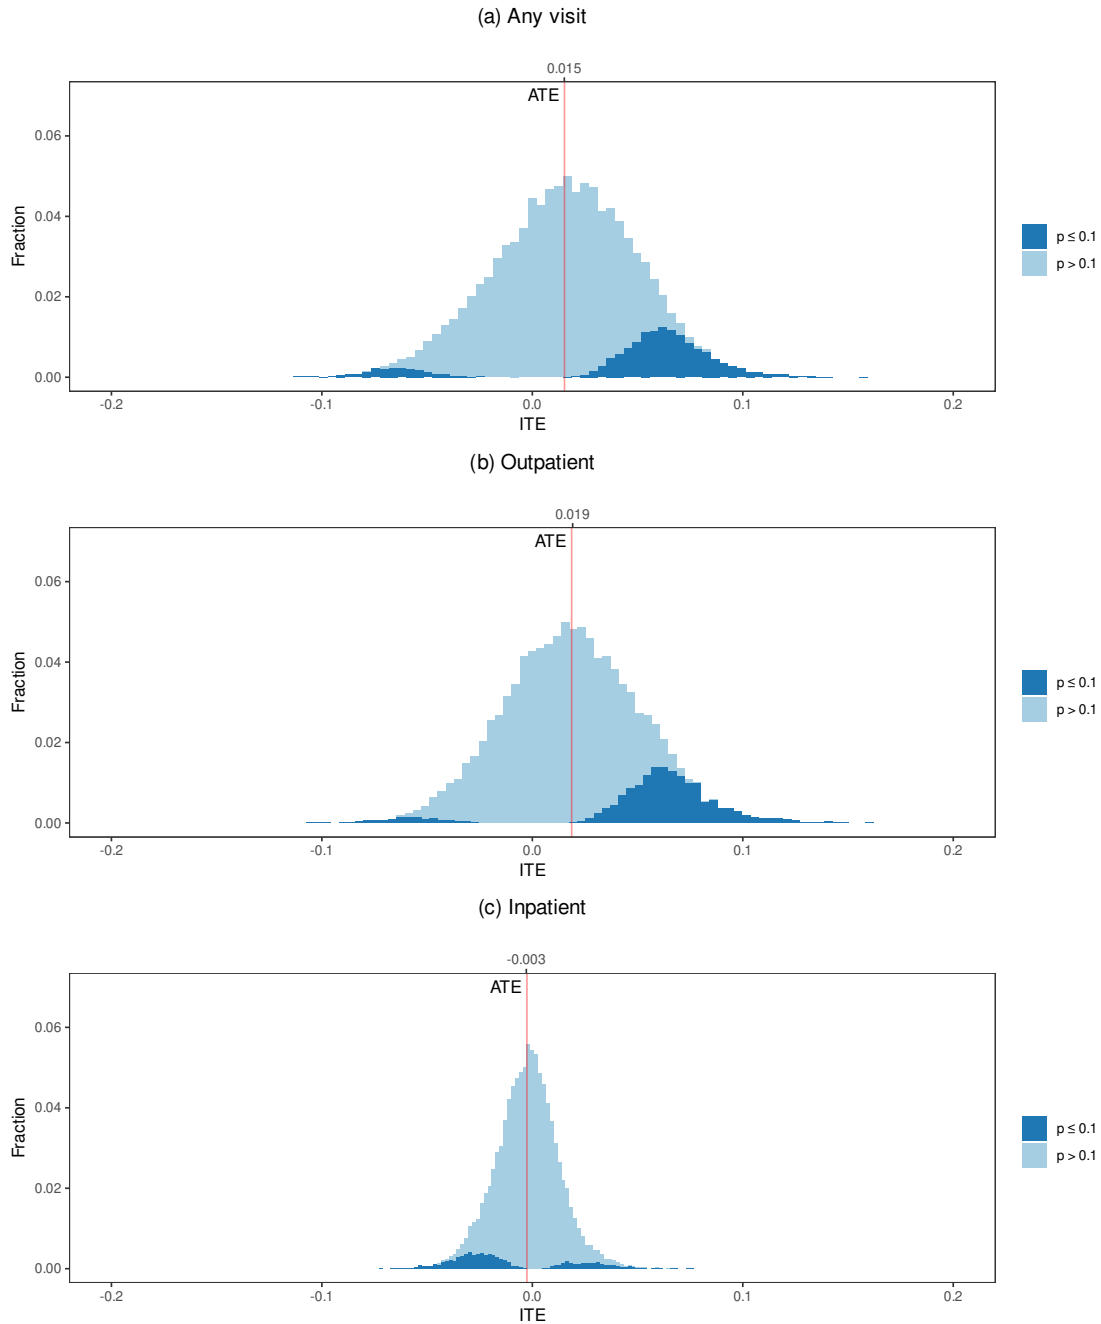 (a) Any visit
0.015
ATE
0.06
0.04
0.02
0.00
Fraction
-0.2
-0.1
0.0
0.1
0.2
ITE
p ≤ 0.1
p > 0.1
(b) Outpatient
0.019
ATE
0.06
0.04
0.02
0.00
Fraction
-0.2
-0.1
0.0
0.1
0.2
ITE
p ≤ 0.1
p > 0.1
(c) Inpatient
-0.003
ATE
0.06
0.04
0.02
0.00
Fraction
-0.2
-0.1
0.0
0.1
0.2
ITE
p ≤ 0.1
p > 0.1